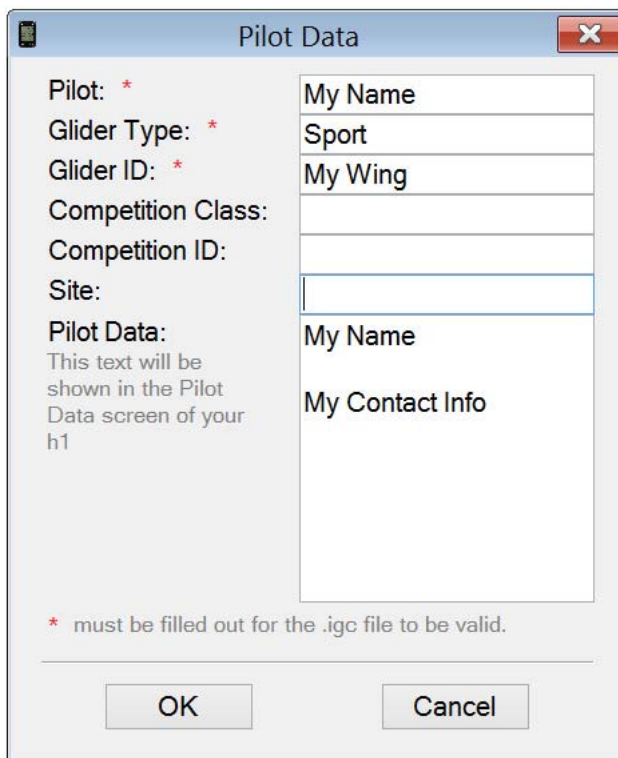 Pilot Data
Pilot: * My Name
Glider Type: * Sport
Glider ID: * My Wing
Competition Class:
Competition ID:
Site:
Pilot Data: My Name
This text will be
shown in the Pilot
Data screen of your
h1
My Contact Info
* must be filled out for the .igc file to be valid.
OK Cancel